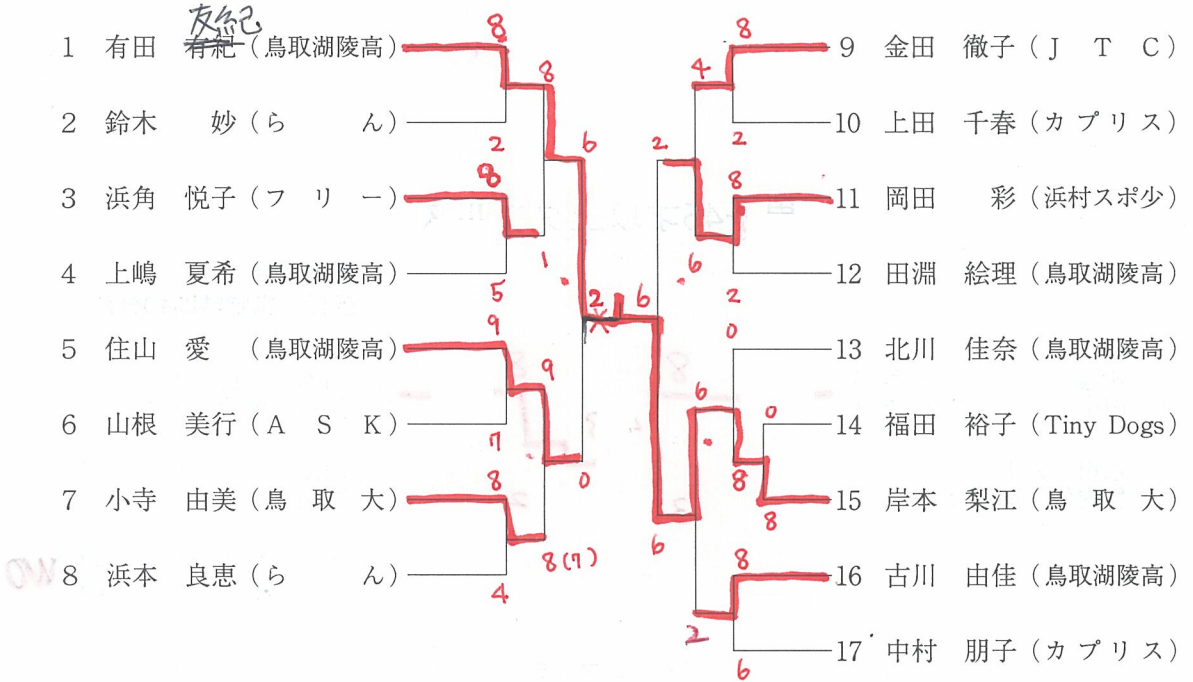 友紀
1 有田 有紀 (鳥取湖陵高)
2 鈴木 妙 (らん)
3 浜角 悦子 (フリー)
4 上嶋 夏希 (鳥取湖陵高)
5 住山 愛 (鳥取湖陵高)
6 山根 美行 (ASK)
7 小寺 由美 (鳥取大)
8 浜本 良恵 (らん)
8
2
8
5
9
7
8
4
8
1
9
8(7)
6
0
2
6
2
6
4
6
6
2
8
2
8
2
0
8
0
8
8
6
9 金田 徹子 (JTC)
10 上田 千春 (カプリス)
11 岡田 彩 (浜村スポ少)
12 田淵 絵理 (鳥取湖陵高)
13 北川 佳奈 (鳥取湖陵高)
14 福田 裕子 (Tiny Dogs)
15 岸本 梨江 (鳥取大)
16 古川 由佳 (鳥取湖陵高)
17 中村 朋子 (カプリス)